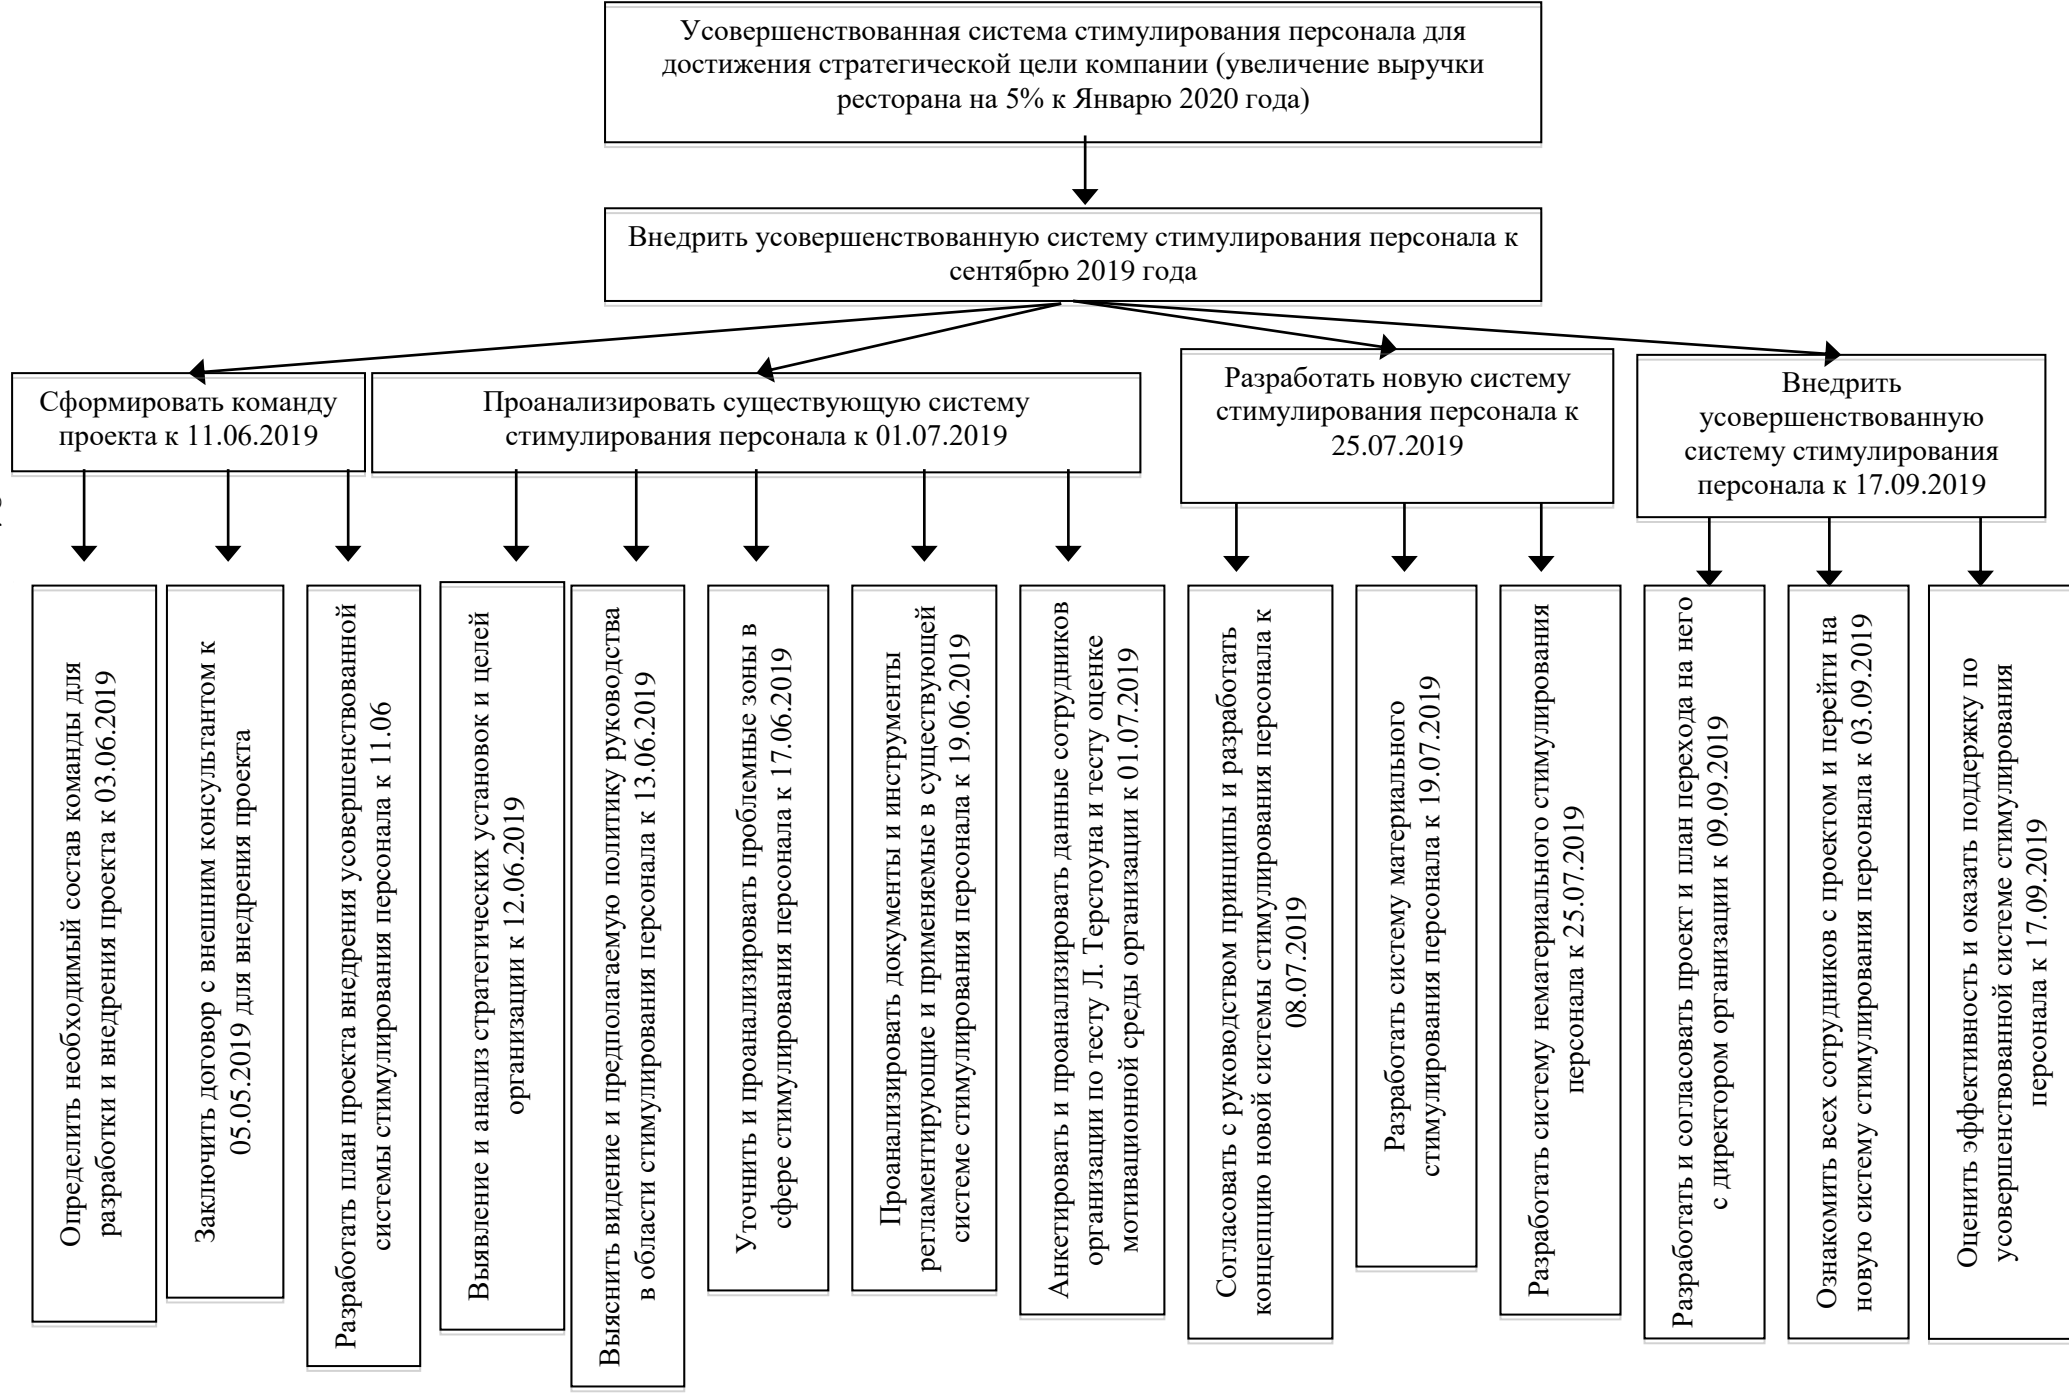 Усовершенствованная система стимулирования персонала для
достижения стратегической цели компании (увеличение выручки
ресторана на 5% к Январю 2020 года)
Внедрить усовершенствованную систему стимулирования персонала к
сентябрю 2019 года
Сформировать команду
проекта к 11.06.2019
Проанализировать существующую систему
стимулирования персонала к 01.07.2019
Разработать новую систему
стимулирования персонала к
25.07.2019
Внедрить
усовершенствованную
систему стимулирования
персонала к 17.09.2019
Определить необходимый состав команды для
разработки и внедрения проекта к 03.06.2019
Заключить договор с внешним консультантом к
05.05.2019 для внедрения проекта
Разработать план проекта внедрения усовершенствованной
системы стимулирования персонала к 11.06
Выявление и анализ стратегических установок и целей
организации к 12.06.2019
Выяснить видение и предполагаемую политику руководства
в области стимулирования персонала к 13.06.2019
Уточнить и проанализировать проблемные зоны в
сфере стимулирования персонала к 17.06.2019
Проанализировать документы и инструменты
регламентирующие и применяемые в существующей
системе стимулирования персонала к 19.06.2019
Анкетировать и проанализировать данные сотрудников
организации по тесту Л. Герстоуна и тесту оценке
мотивационной среды организации к 01.07.2019
Согласовать с руководством принципы и разработать
концепцию новой системы стимулирования персонала к
08.07.2019
Разработать систему материального
стимулирования персонала к 19.07.2019
Разработать систему нематериального стимулирования
персонала к 25.07.2019
Разработать и согласовать проект и план перехода на него
с директором организации к 09.09.2019
Ознакомить всех сотрудников с проектом и перейти на
новую систему стимулирования персонала к 03.09.2019
Оценить эффективность и оказать поддержку по
усовершенствованной системе стимулирования
персонала к 17.09.2019